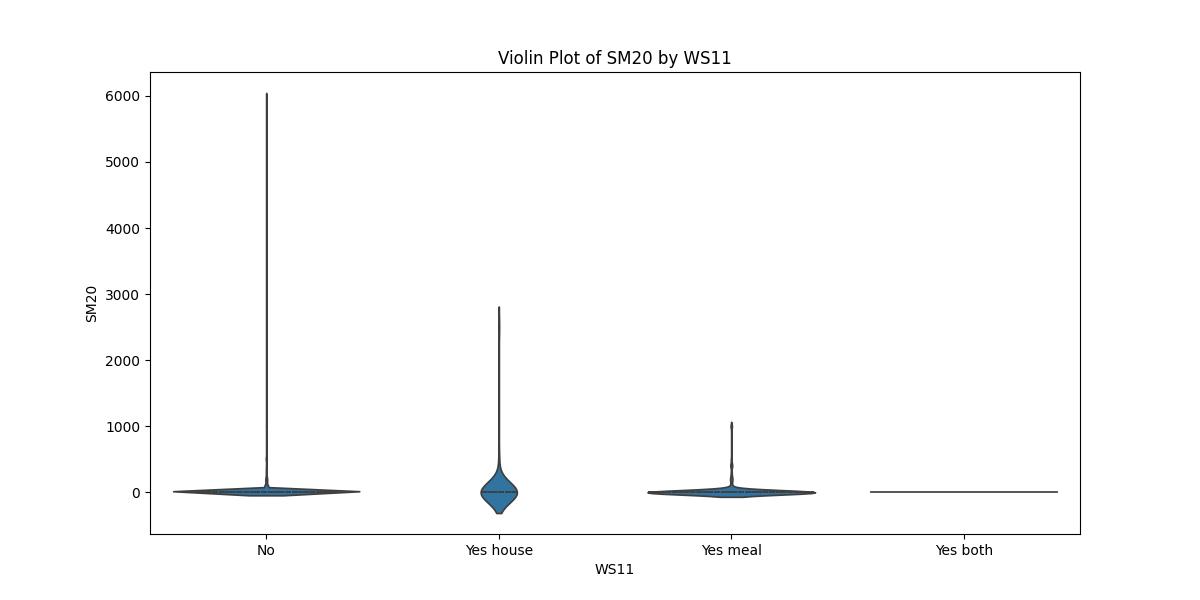 Violin Plot of SM20 by WS11
6000
5000
4000
3000
2000
1000
0
SM20
No
Yes house
Yes meal
Yes both
WS11